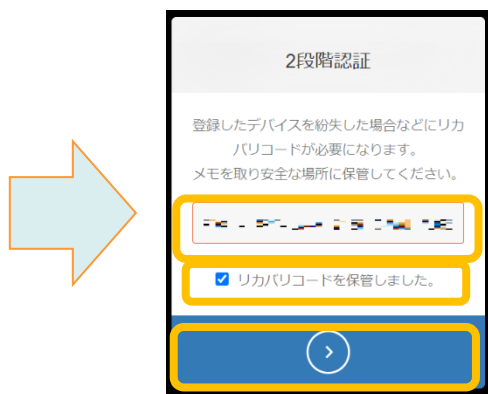 2段階認証
登録したデバイスを紛失した場合などにリカ
バリコードが必要になります。
メモを取り安全な場所に保管してください。
リカバリコードを保管しました。